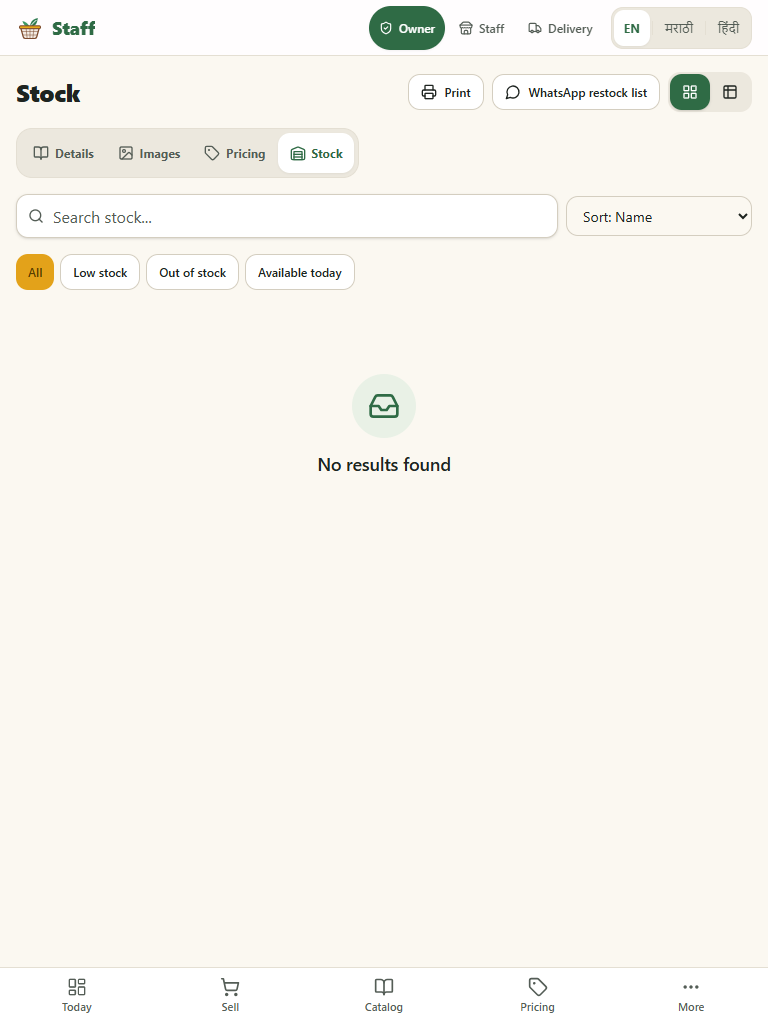 Staff
Owner
Staff
Delivery
EN
मराठी
हिंदी
Stock
Print
WhatsApp restock list
Details
Images
Pricing
Stock
Search stock...
Sort: Name
All
Low stock
Out of stock
Available today
No results found
Today
Sell
Catalog
Pricing
More